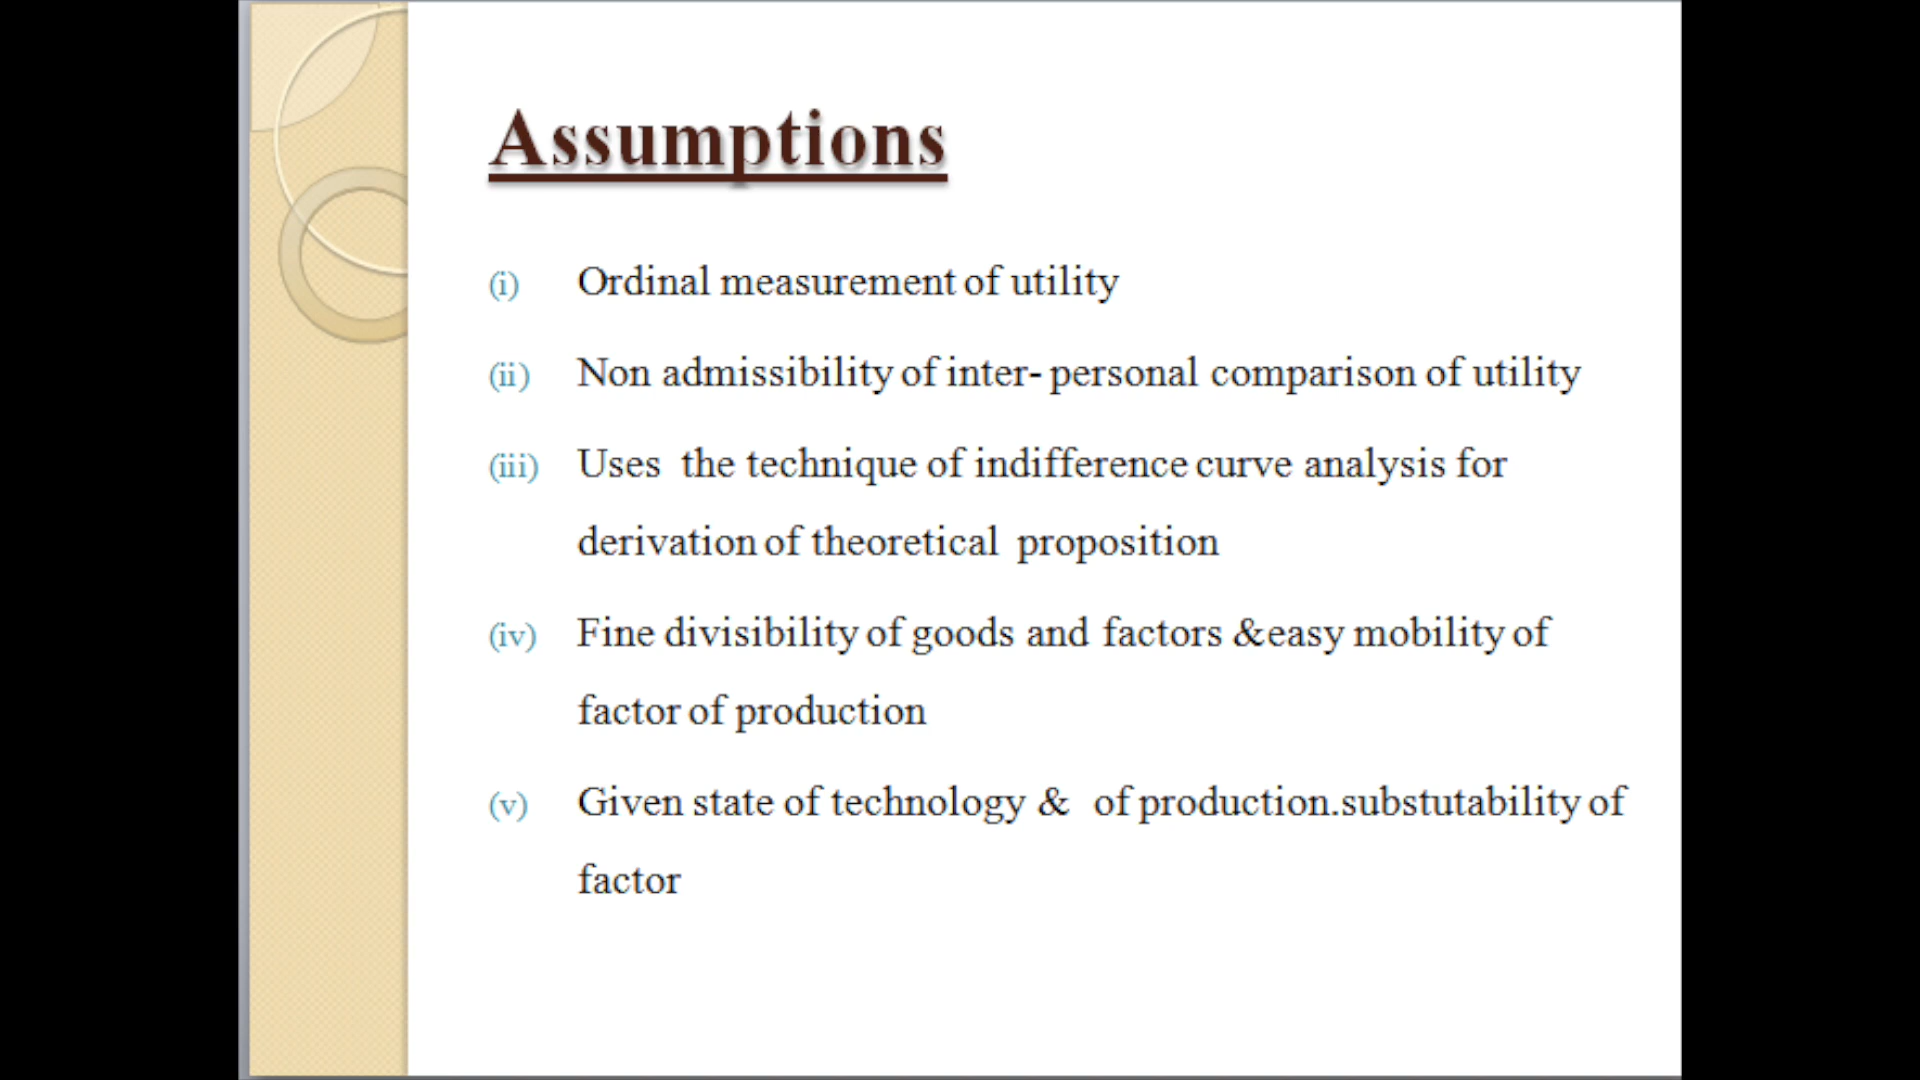 Assumptions
(i) Ordinal measurement of utility
(ii) Non admissibility of inter- personal comparison of utility
(iii) Uses the technique of indifference curve analysis for
derivation of theoretical proposition
(iv) Fine divisibility of goods and factors &easy mobility of
factor of production
(v) Given state of technology & of production.substutability of
factor